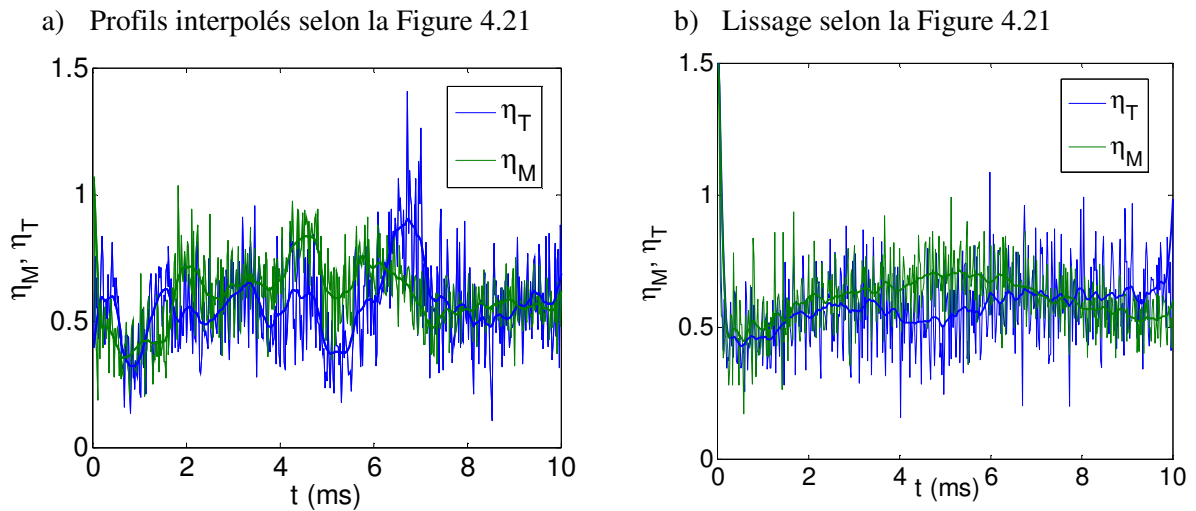 a) Profils interpolés selon la Figure 4.21
1.5
1
0.5
0
η_M, η_T
0 2 4 6 8 10
t (ms)
η_T
η_M
b) Lissage selon la Figure 4.21
1.5
1
0.5
0
η_M, η_T
0 2 4 6 8 10
t (ms)
η_T
η_M